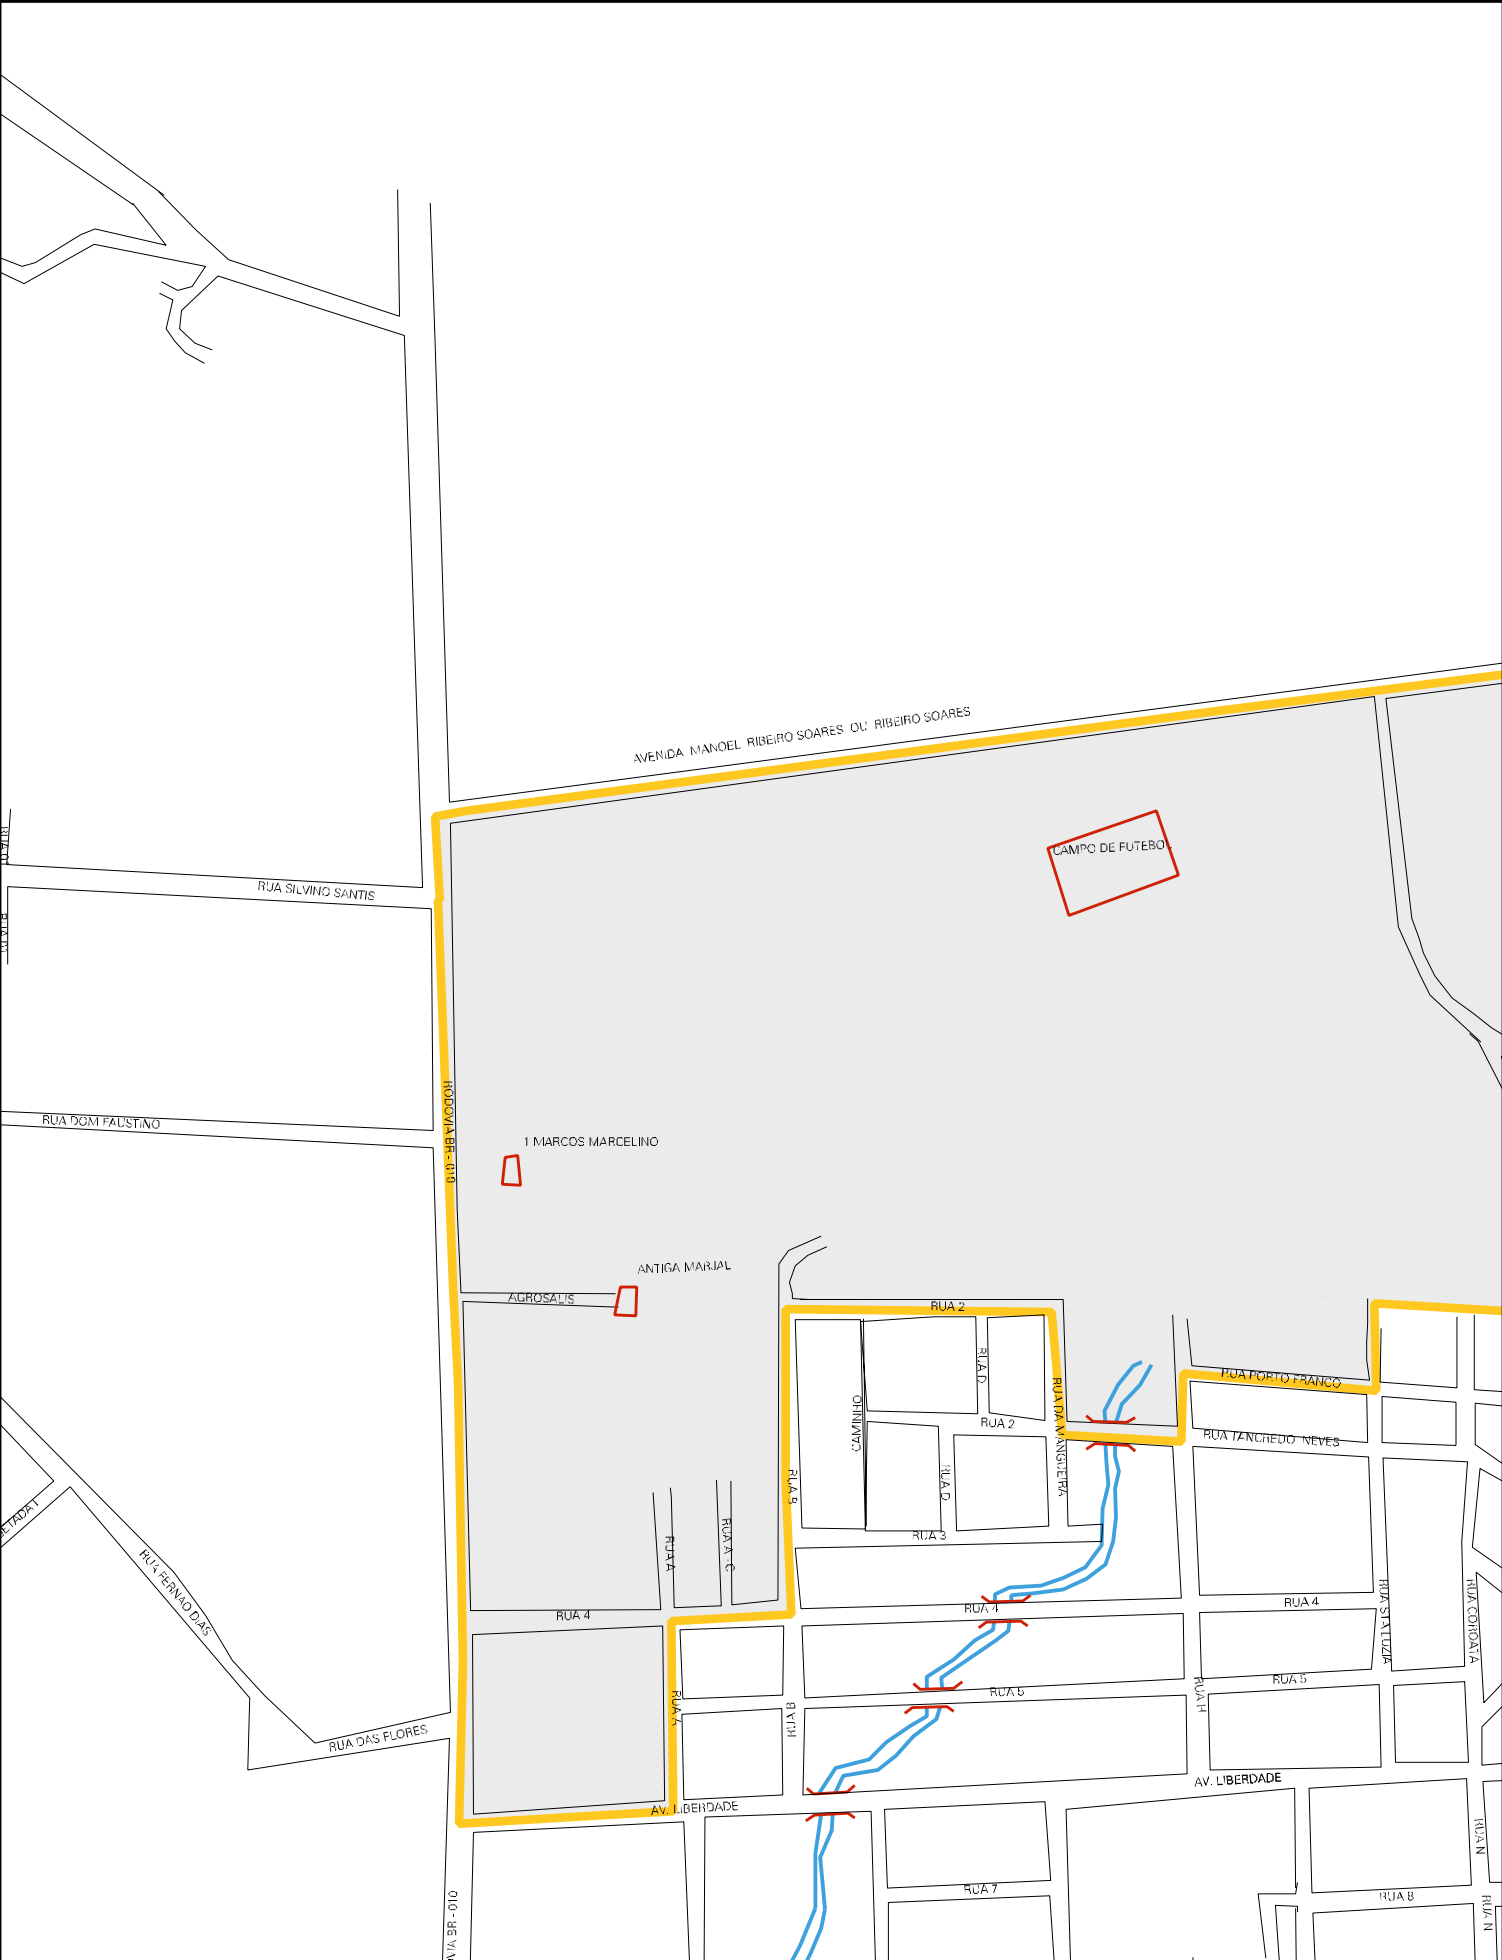 AVENIDA MANOEL RIBEIRO SOARES OU RIBEIRO SOARES
CAMPO DE FUTEBOL
RUA SILVINO SANTIS
RODOVIA BR - 010
RUA DOM FAUSTINO
1 MARCOS MARCELINO
ANTIGA MARJAL
AGROSALIS
RUA 2
RUA D
RUA PORTO FRANCO
CAMINHO
RUA 2
RUA DA MANGUEIRA
RUA TANCREDO NEVES
RUA B
RUA D
RUA 3
RUA A
RUA A - C
RUA FERNAO DIAS
RUA 4
RUA 4
RUA 4
RUA STA LUZIA
RUA COROATA
RUA 5
RUA 5
RUA H
RUA A
RUA B
RUA DAS FLORES
AV. LIBERDADE
AV. LIBERDADE
RUA N
RUA 7
RUA 8
RUA N
VIA BR - 010